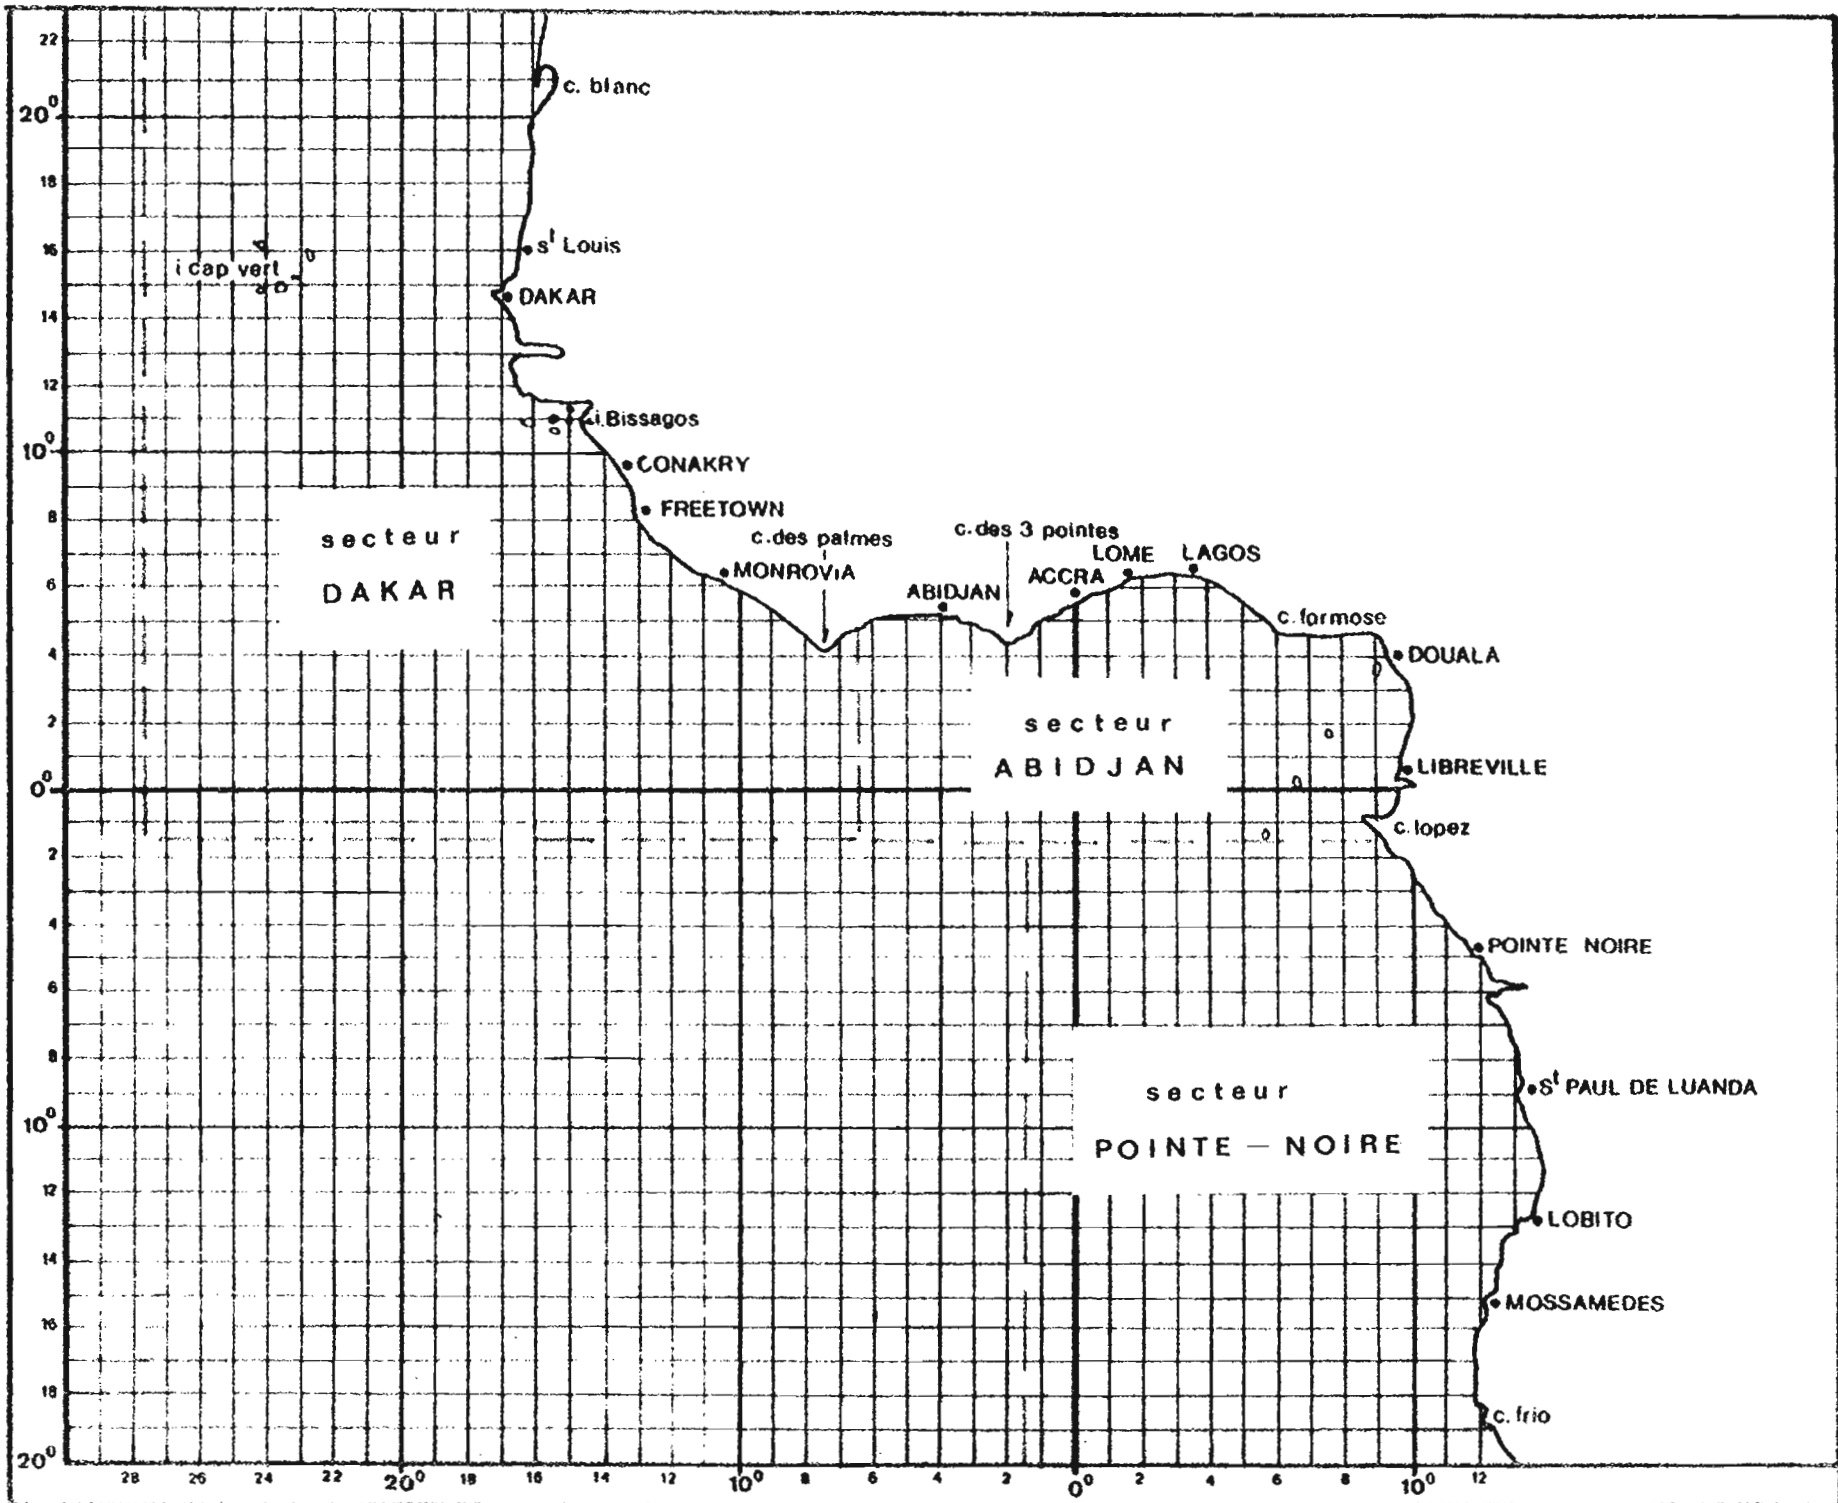 22
c. blanc
20⁰
18
16
sᵗ Louis
i cap vert
DAKAR
14
12
i.Bissagos
10⁰
CONAKRY
8
FREETOWN
secteur
DAKAR
c.des palmes
c.des 3 pointes
LOME
LAGOS
MONROVIA
ACCRA
6
ABIDJAN
c. formose
4
DOUALA
2
secteur
ABIDJAN
LIBREVILLE
0⁰
c. lopez
2
4
POINTE NOIRE
6
8
Sᵗ PAUL DE LUANDA
secteur
POINTE — NOIRE
10⁰
12
LOBITO
14
MOSSAMEDES
16
18
c. frio
20⁰
28 26 24 22 20⁰ 18 16 14 12 10⁰ 8 6 4 2 0⁰ 2 4 6 8 10⁰ 12